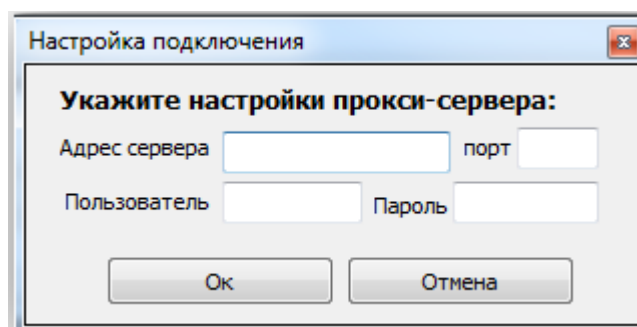 Настройка подключения
Укажите настройки прокси-сервера:
Адрес сервера порт
Пользователь Пароль
Ок Отмена